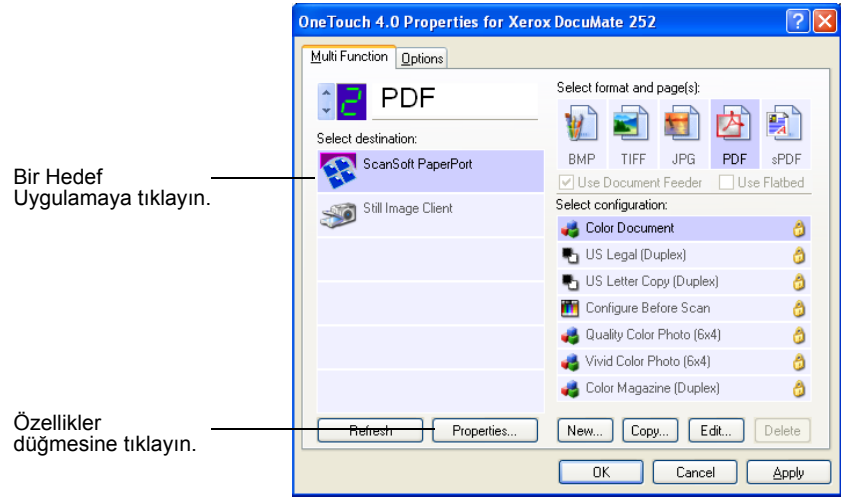 OneTouch 4.0 Properties for Xerox DocuMate 252
Multi Function
Options
2
PDF
Select destination:
ScanSoft PaperPort
Still Image Client
Refresh
Properties...
Select format and page(s):
BMP
TIFF
JPG
PDF
sPDF
Use Document Feeder
Use Flatbed
Select configuration:
Color Document
US Legal (Duplex)
US Letter Copy (Duplex)
Configure Before Scan
Quality Color Photo (6x4)
Vivid Color Photo (6x4)
Color Magazine (Duplex)
New...
Copy...
Edit...
Delete
OK
Cancel
Apply
Bir Hedef
Uygulamaya tıklayın.
Özellikler
düğmesine tıklayın.